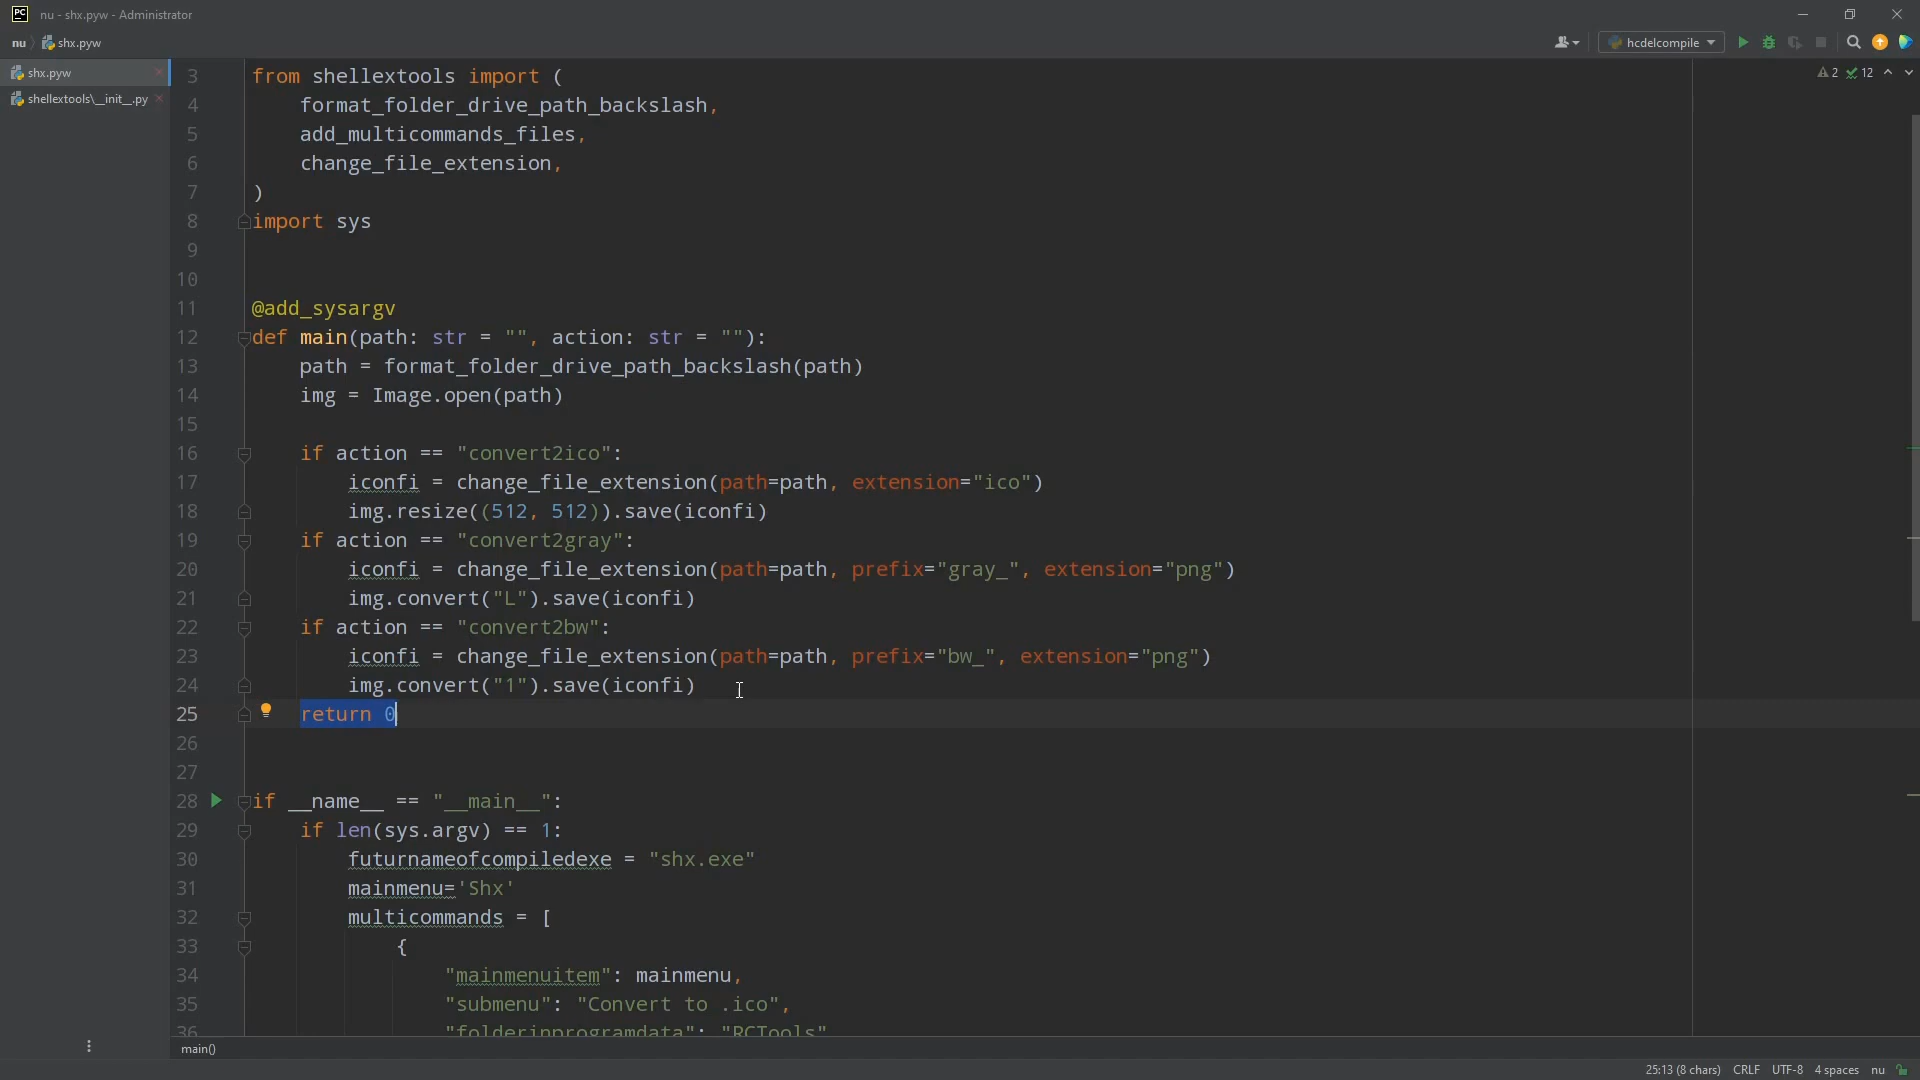 nu - shx.pyw - Administrator
nu shx.pyw
hcdelcompile
shx.pyw
shellextools\__init__.py
2 12
3 from shellextools import (
4 format_folder_drive_path_backslash,
5 add_multicommands_files,
6 change_file_extension,
7 )
8 import sys
9
10
11 @add_sysargv
12 def main(path: str = "", action: str = ""):
13 path = format_folder_drive_path_backslash(path)
14 img = Image.open(path)
15
16 if action == "convert2ico":
17 iconfi = change_file_extension(path=path, extension="ico")
18 img.resize((512, 512)).save(iconfi)
19 if action == "convert2gray":
20 iconfi = change_file_extension(path=path, prefix="gray_", extension="png")
21 img.convert("L").save(iconfi)
22 if action == "convert2bw":
23 iconfi = change_file_extension(path=path, prefix="bw_", extension="png")
24 img.convert("1").save(iconfi)
25 return 0
26
27
28 if __name__ == "__main__":
29 if len(sys.argv) == 1:
30 futurnameofcompiledexe = "shx.exe"
31 mainmenu='Shx'
32 multicommands = [
33 {
34 "mainmenuitem": mainmenu,
35 "submenu": "Convert to .ico",
36 "folderinprogramdata": "RCTools"
main()
25:13 (8 chars) CRLF UTF-8 4 spaces nu